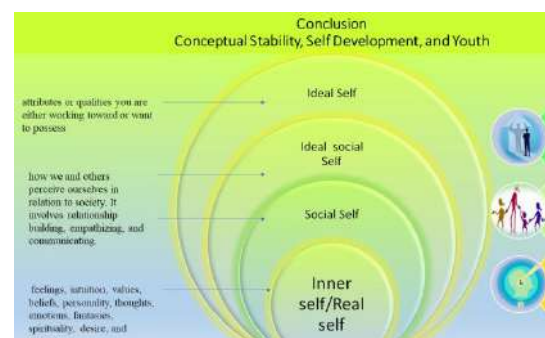 Conclusion
Conceptual Stability, Self Development, and Youth
Ideal Self
attributes or qualities you are
either working toward or want
to possess
Ideal social
Self
how we and others
perceive ourselves in
relation to society. It
involves relationship
building, empathizing, and
communicating.
Social Self
Inner
self/Real
self
feelings, intuition, values,
beliefs, personality, thoughts,
emotions, fantasies,
spirituality, desire, and